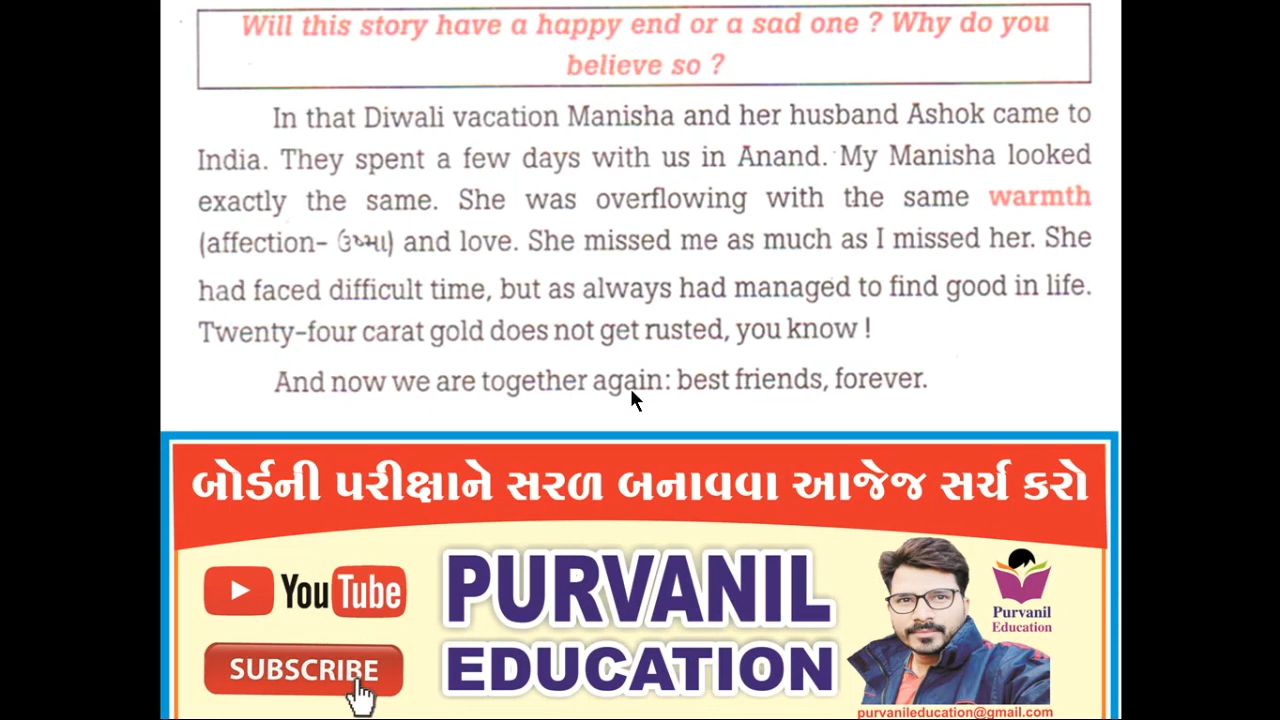 Will this story have a happy end or a sad one ? Why do you
believe so ?
In that Diwali vacation Manisha and her husband Ashok came to
India. They spent a few days with us in Anand. My Manisha looked
exactly the same. She was overflowing with the same warmth
(affection- ઉષ્મા) and love. She missed me as much as I missed her. She
had faced difficult time, but as always had managed to find good in life.
Twenty-four carat gold does not get rusted, you know !
And now we are together again: best friends, forever.
બોર્ડની પરીક્ષાને સરળ બનાવવા આજેજ સર્ચ કરો
YouTube
SUBSCRIBE
PURVANIL
EDUCATION
Purvanil
Education
purvanileducation@gmail.com